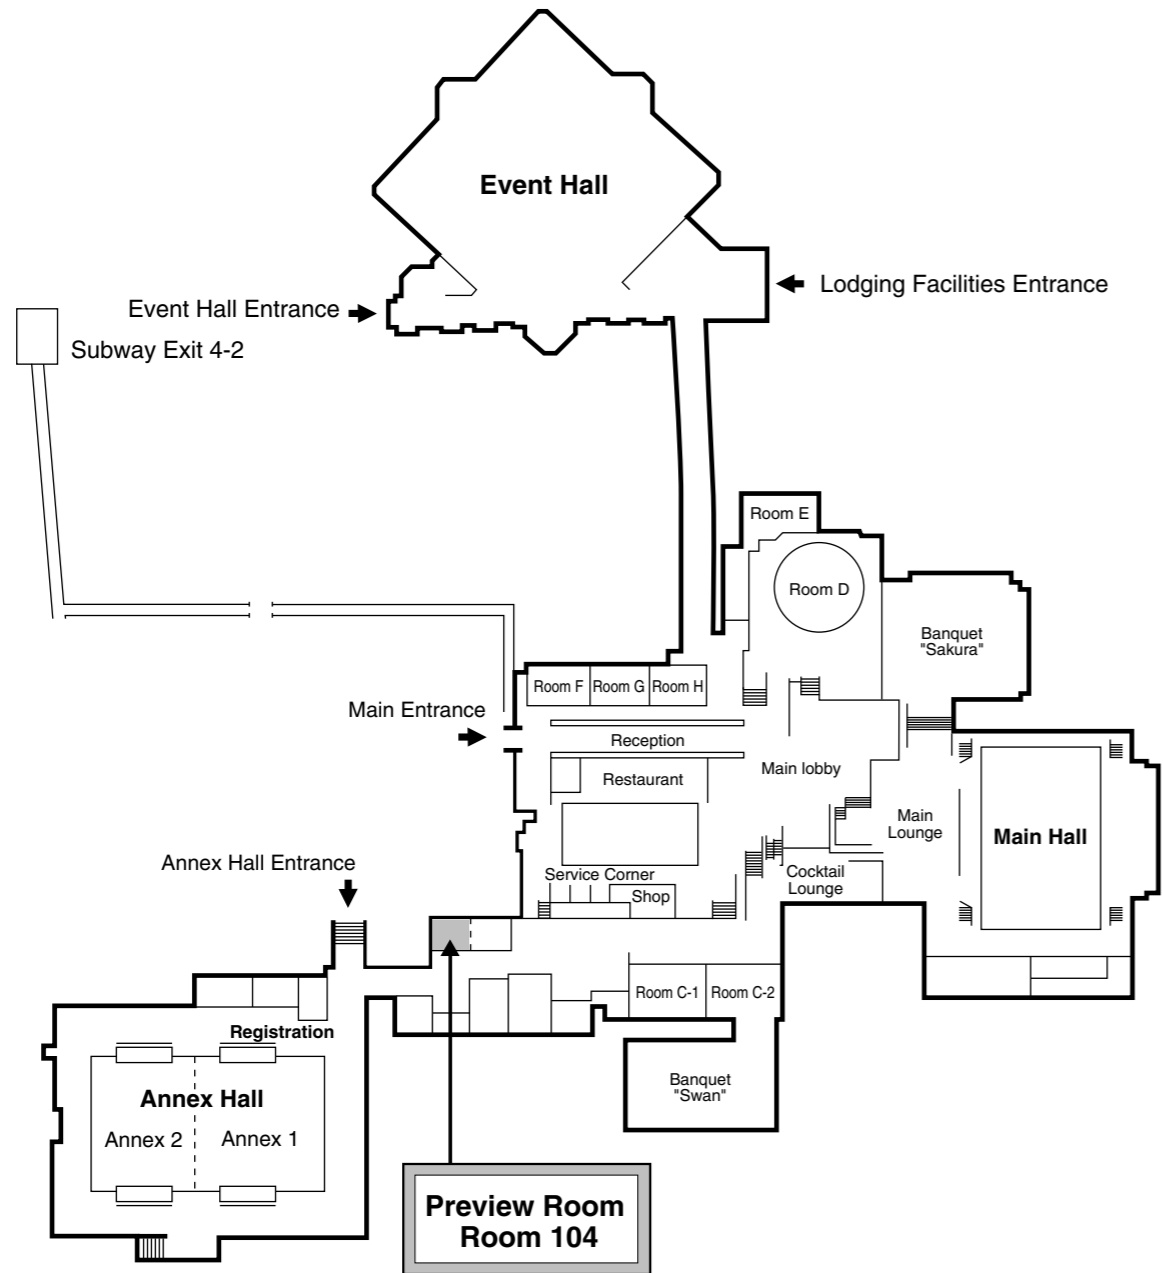 Event Hall
Lodging Facilities Entrance
Event Hall Entrance
Subway Exit 4-2
Room E
Room D
Banquet
"Sakura"
Room F
Room G
Room H
Main Entrance
Reception
Main lobby
Restaurant
Main
Lounge
Main Hall
Annex Hall Entrance
Service Corner
Cocktail
Lounge
Shop
Room C-1
Room C-2
Registration
Banquet
"Swan"
Annex Hall
Annex 2
Annex 1
Preview Room
Room 104